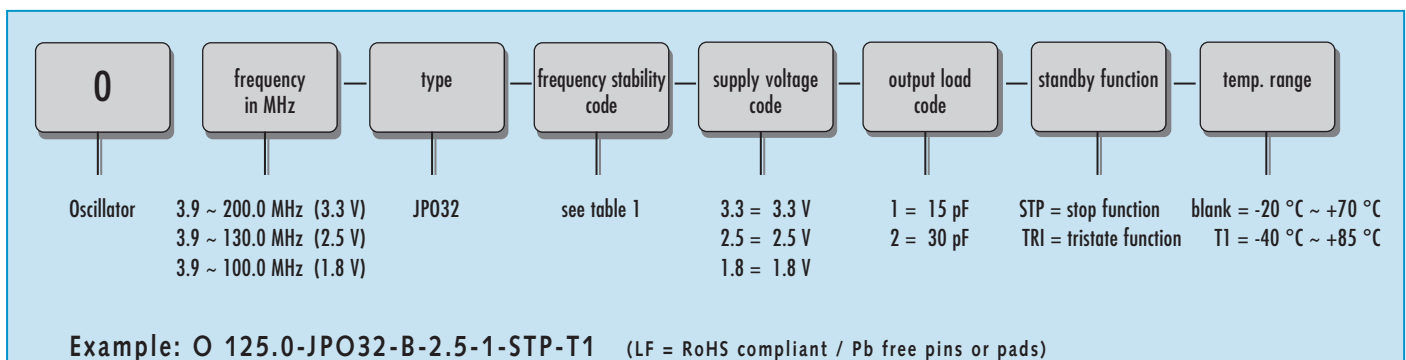 O
frequency
in MHz
type
frequency stability
code
supply voltage
code
output load
code
standby function
temp. range
Oscillator
3.9 ~ 200.0 MHz (3.3 V)
3.9 ~ 130.0 MHz (2.5 V)
3.9 ~ 100.0 MHz (1.8 V)
JPO32
see table 1
3.3 = 3.3 V
2.5 = 2.5 V
1.8 = 1.8 V
1 = 15 pF
2 = 30 pF
STP = stop function
TRI = tristate function
blank = -20 °C ~ +70 °C
T1 = -40 °C ~ +85 °C
Example: O 125.0-JPO32-B-2.5-1-STP-T1 (LF = RoHS compliant / Pb free pins or pads)